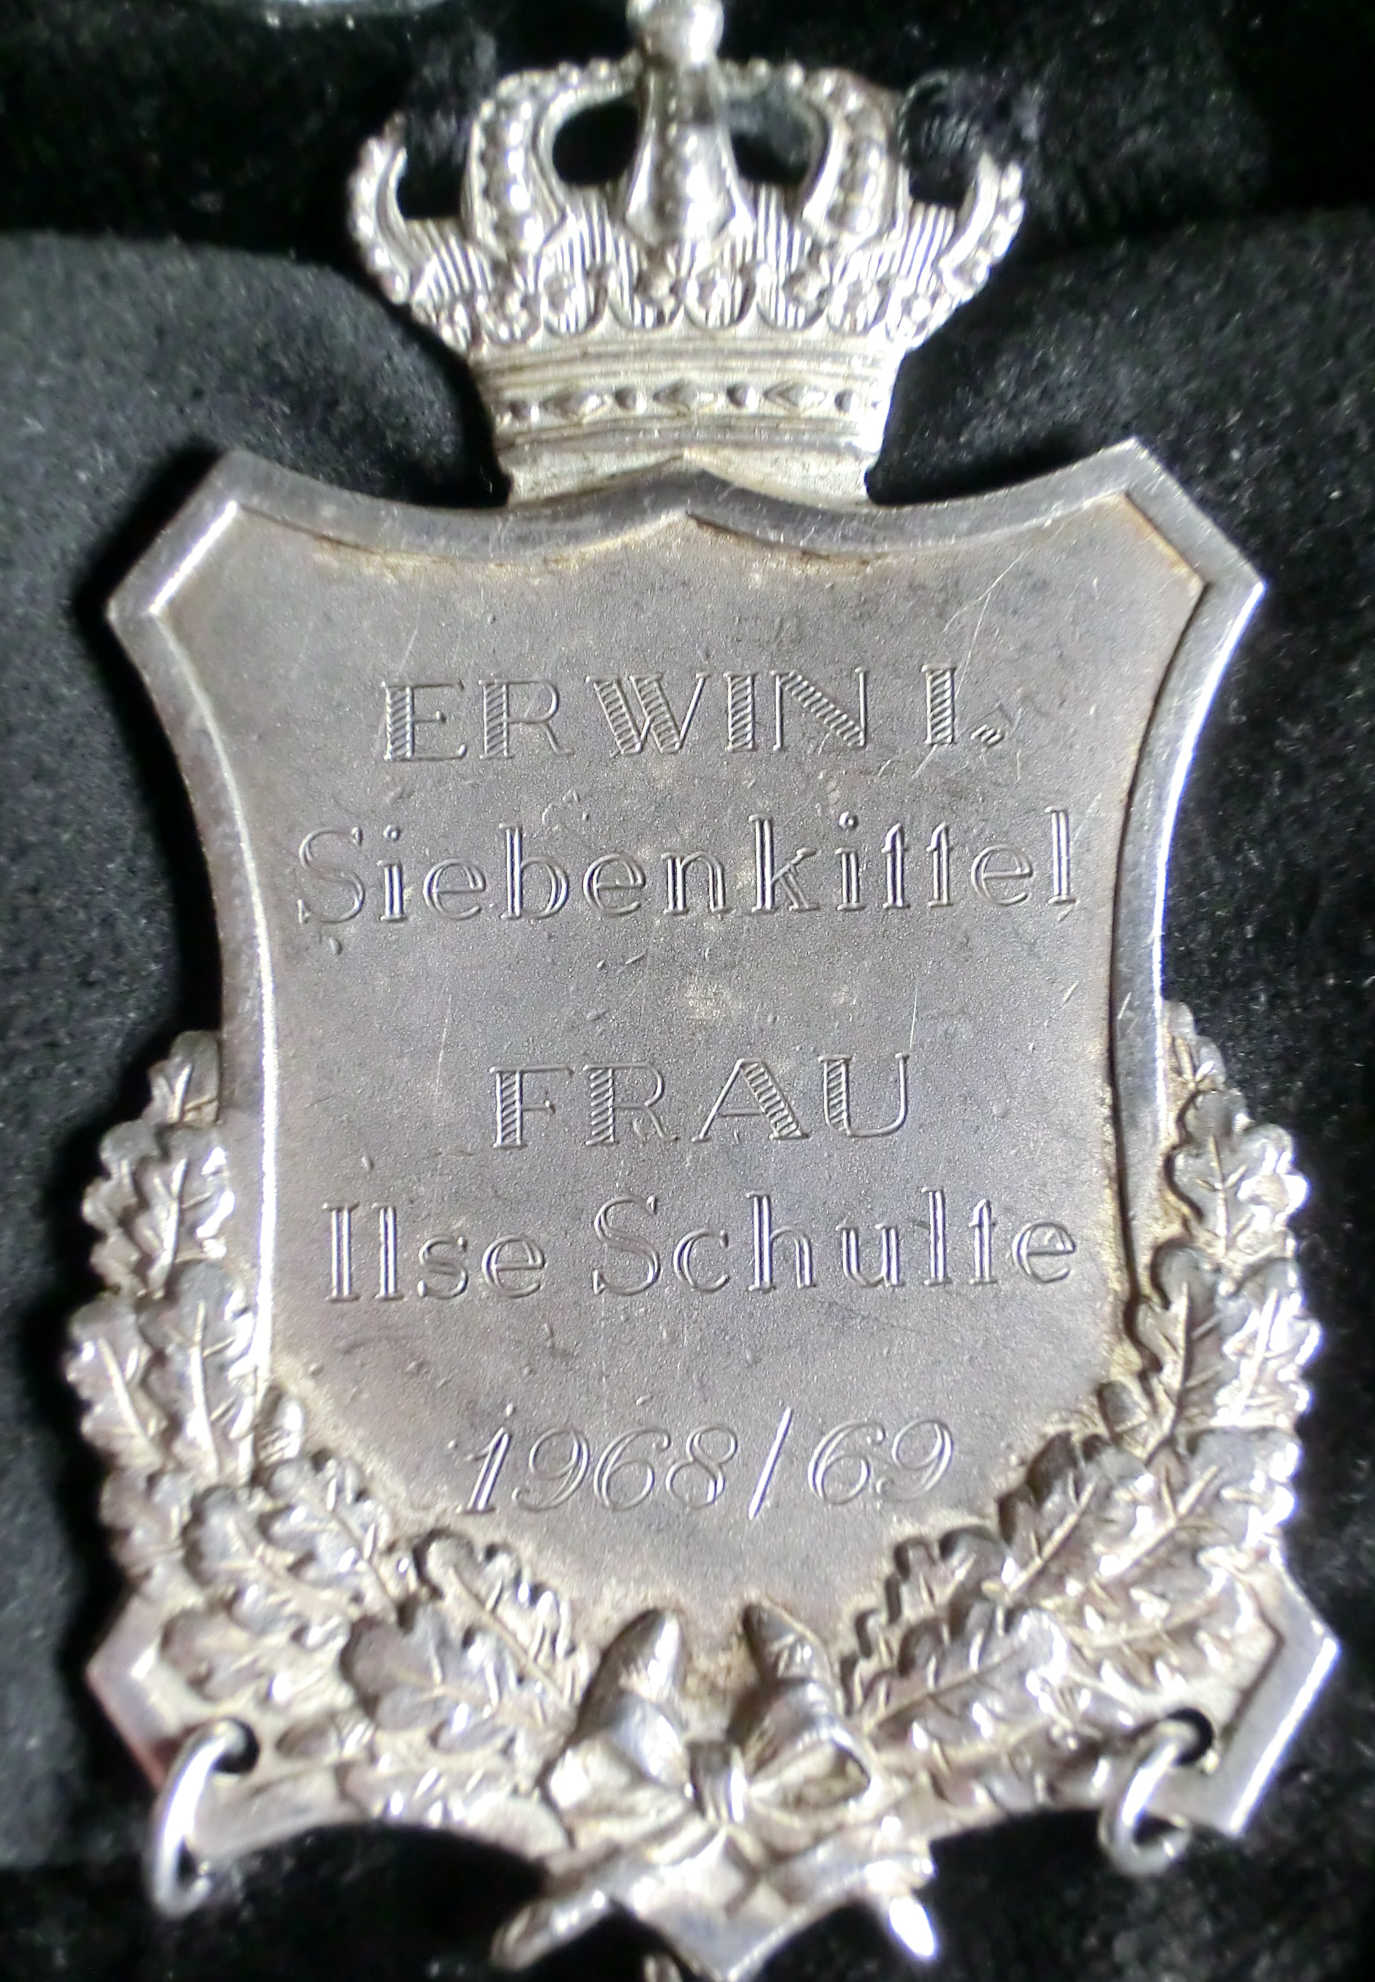 ERWIN I.
Siebenkittel
FRAU
Ilse Schulte
1968/69